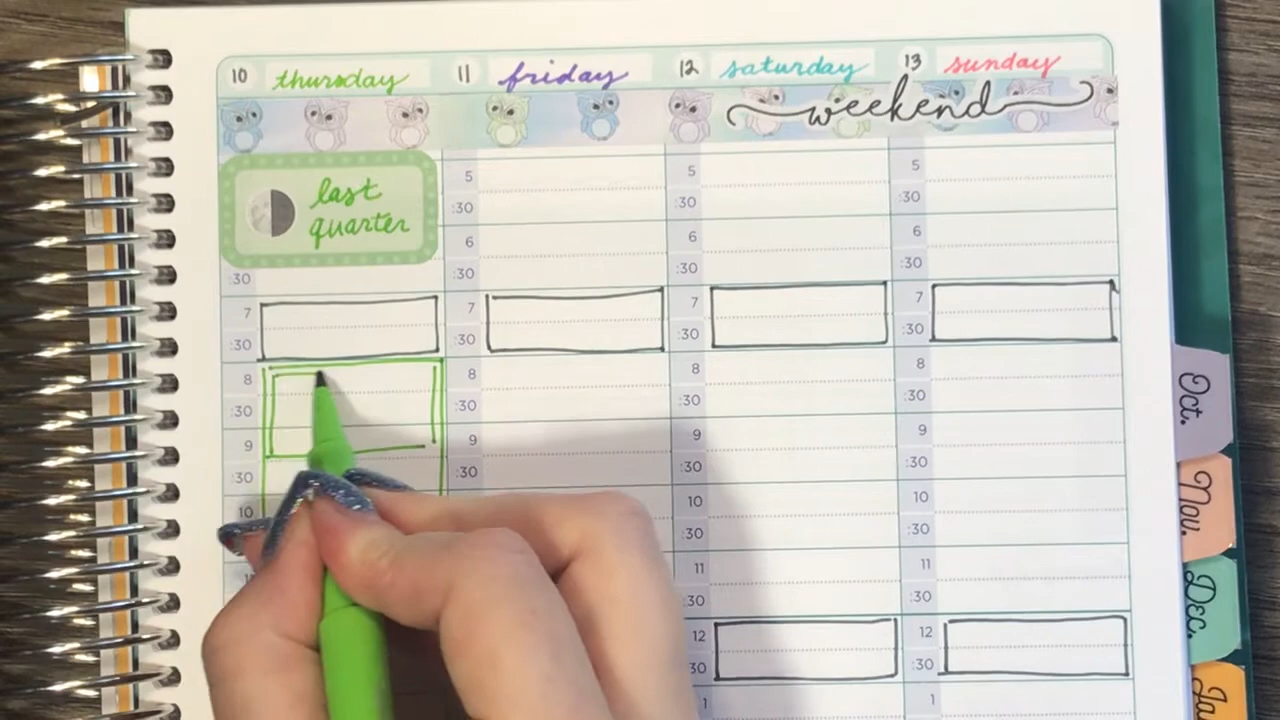 10 thursday 11 friday 12 saturday 13 sunday
weekend
last
quarter
5 5 5
:30 :30 :30
6 6 6
:30 :30 :30 :30
7 7 7 7
:30 :30 :30 :30
8 8 8 8
:30 :30 :30 :30
9 9 9 9
:30 :30 :30 :30
10 10 10
:30 :30
11 11
:30 :30
12 12
:30 :30
1 1
Oct.
Nov.
Dec.